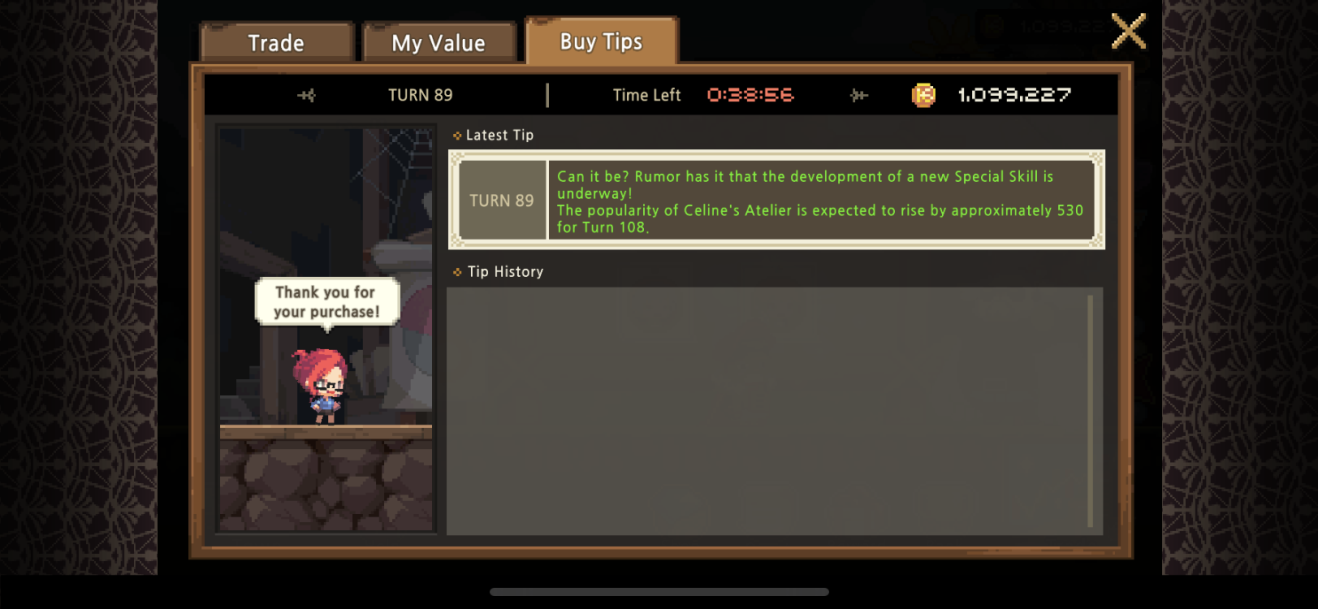 Trade
My Value
Buy Tips
TURN 89
Time Left
0:38:56
1,099,227
Latest Tip
TURN 89
Can it be? Rumor has it that the development of a new Special Skill is
underway!
The popularity of Celine's Atelier is expected to rise by approximately 530
for Turn 108.
Tip History
Thank you for
your purchase!